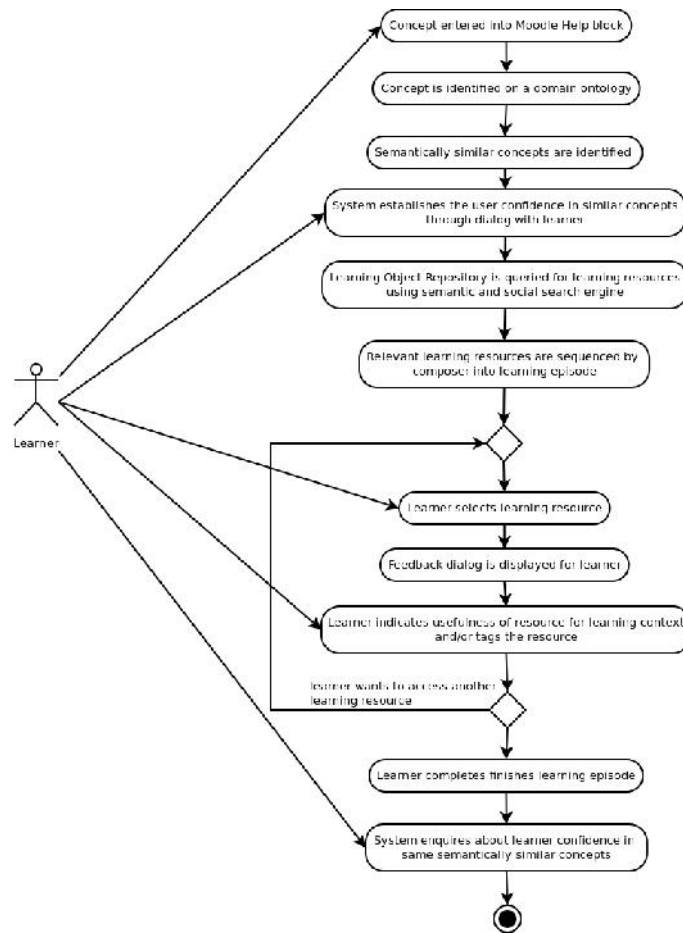 Concept entered into Moodle Help block
Concept is identified on a domain ontology
Semantically similar concepts are identified
System establishes the user confidence in similar concepts
through dialog with learner
Learning Object Repository is queried for learning resources
using semantic and social search engine
Relevant learning resources are sequenced by
composer into learning episode
Learner
Learner selects learning resource
Feedback dialog is displayed for learner
Learner indicates usefulness of resource for learning context
and/or tags the resource
learner wants to access another
learning resource
Learner completes finishes learning episode
System enquires about learner confidence in
same semantically similar concepts